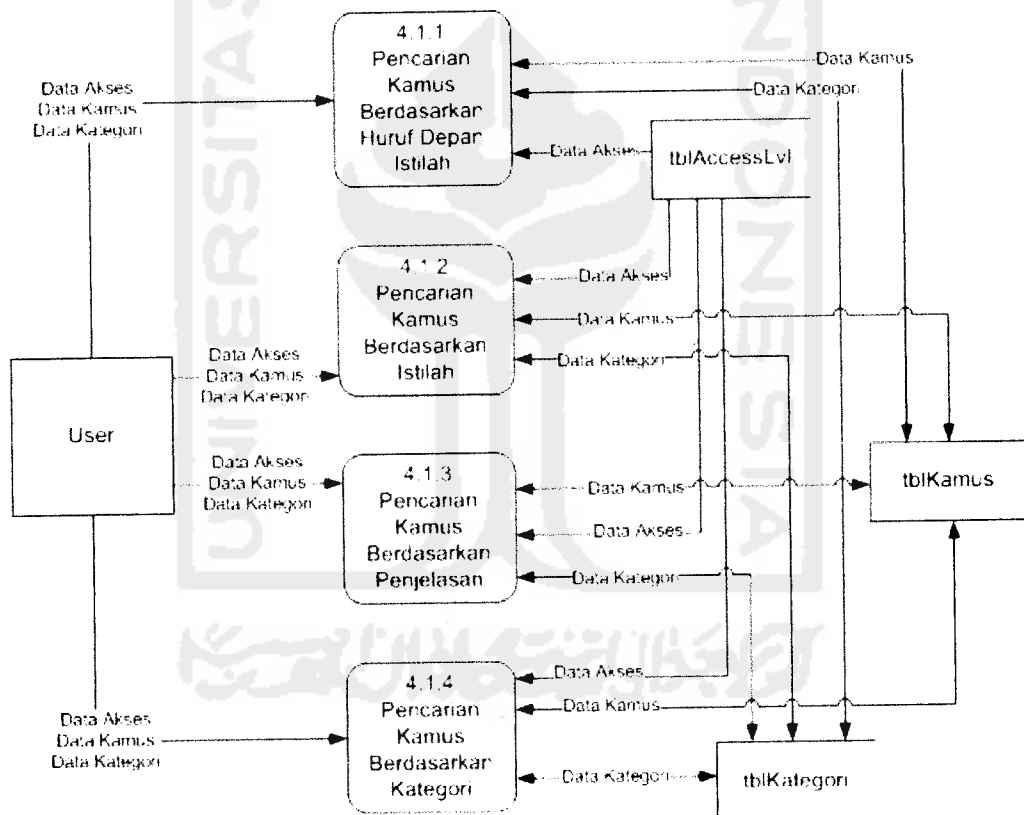 4.1.1
Pencarian
Kamus
Berdasarkan
Huruf Depan
Istilah
Data Akses
Data Kamus
Data Kategori
Data Kamus
Data Kategori
Data Akses
tblAccessLvl
4.1.2
Pencarian
Kamus
Berdasarkan
Istilah
Data Akses
Data Kamus
Data Kategori
User
Data Akses
Data Kamus
Data Kategori
Data Akses
Data Kamus
Data Kategori
4.1.3
Pencarian
Kamus
Berdasarkan
Penjelasan
Data Kamus
Data Akses
Data Kategori
tblKamus
4.1.4
Pencarian
Kamus
Berdasarkan
Kategori
Data Akses
Data Kamus
Data Kategori
Data Akses
Data Kamus
Data Kategori
tblKategori
UNIVERSITAS
NDONESIA